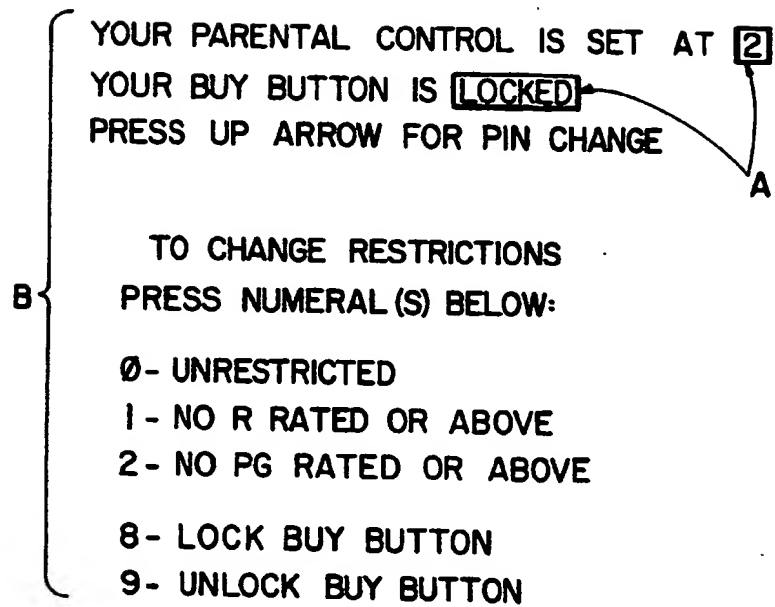 YOUR PARENTAL CONTROL IS SET AT 2
YOUR BUY BUTTON IS LOCKED
PRESS UP ARROW FOR PIN CHANGE
A
TO CHANGE RESTRICTIONS
B
PRESS NUMERAL(S) BELOW:
Ø- UNRESTRICTED
1- NO R RATED OR ABOVE
2- NO PG RATED OR ABOVE
8- LOCK BUY BUTTON
9- UNLOCK BUY BUTTON